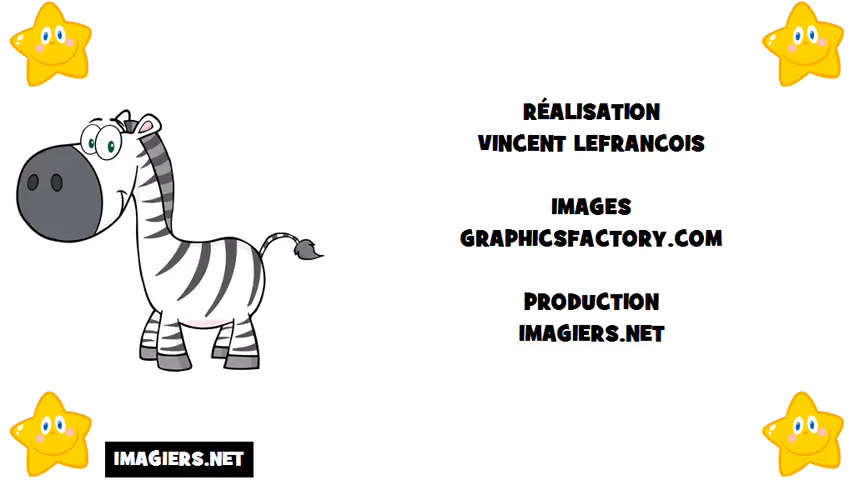 RÉALISATION
VINCENT LEFRANCOIS
IMAGES
GRAPHICSFACTORY.COM
PRODUCTION
IMAGIERS.NET
IMAGIERS.NET